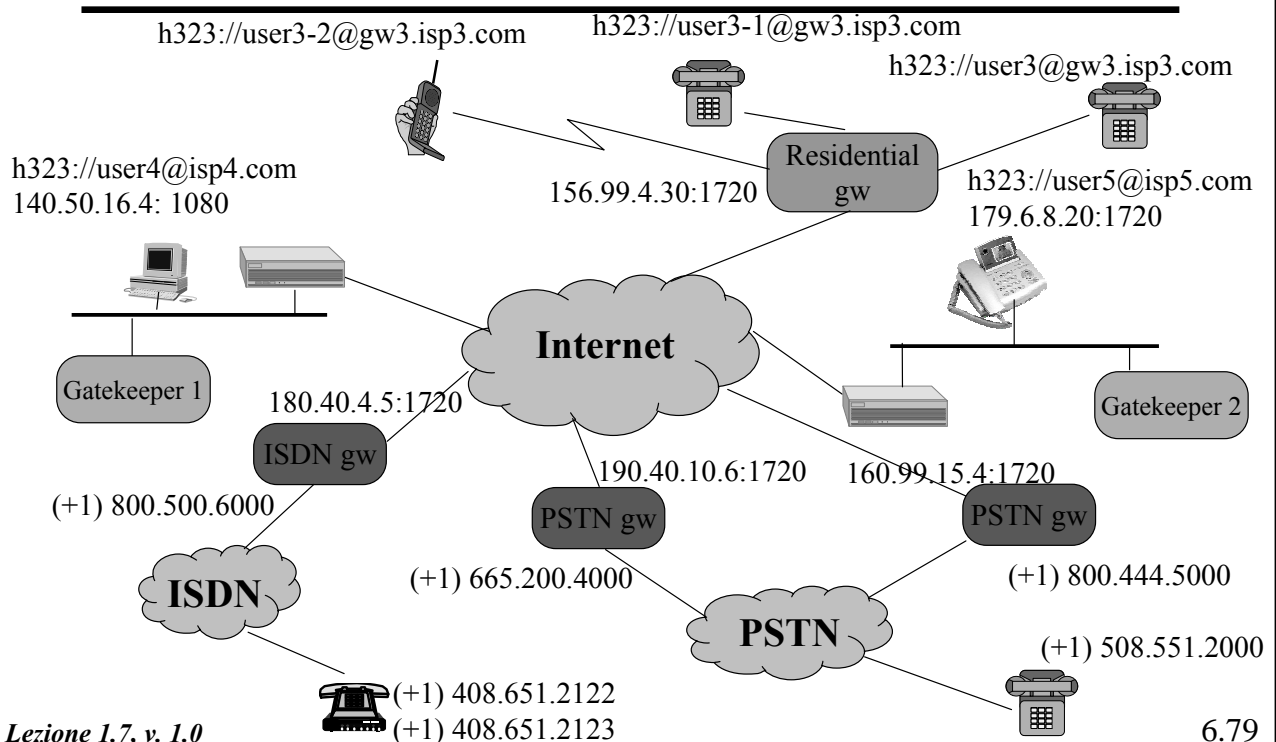 h323://user3-2@gw3.isp3.com
h323://user3-1@gw3.isp3.com
h323://user3@gw3.isp3.com
h323://user4@isp4.com
140.50.16.4: 1080
156.99.4.30:1720
Residential
gw
h323://user5@isp5.com
179.6.8.20:1720
Internet
Gatekeeper 1
Gatekeeper 2
180.40.4.5:1720
ISDN gw
190.40.10.6:1720
160.99.15.4:1720
(+1) 800.500.6000
PSTN gw
PSTN gw
(+1) 665.200.4000
(+1) 800.444.5000
ISDN
PSTN
(+1) 508.551.2000
(+1) 408.651.2122
(+1) 408.651.2123
Lezione 1.7, v. 1.0
6.79